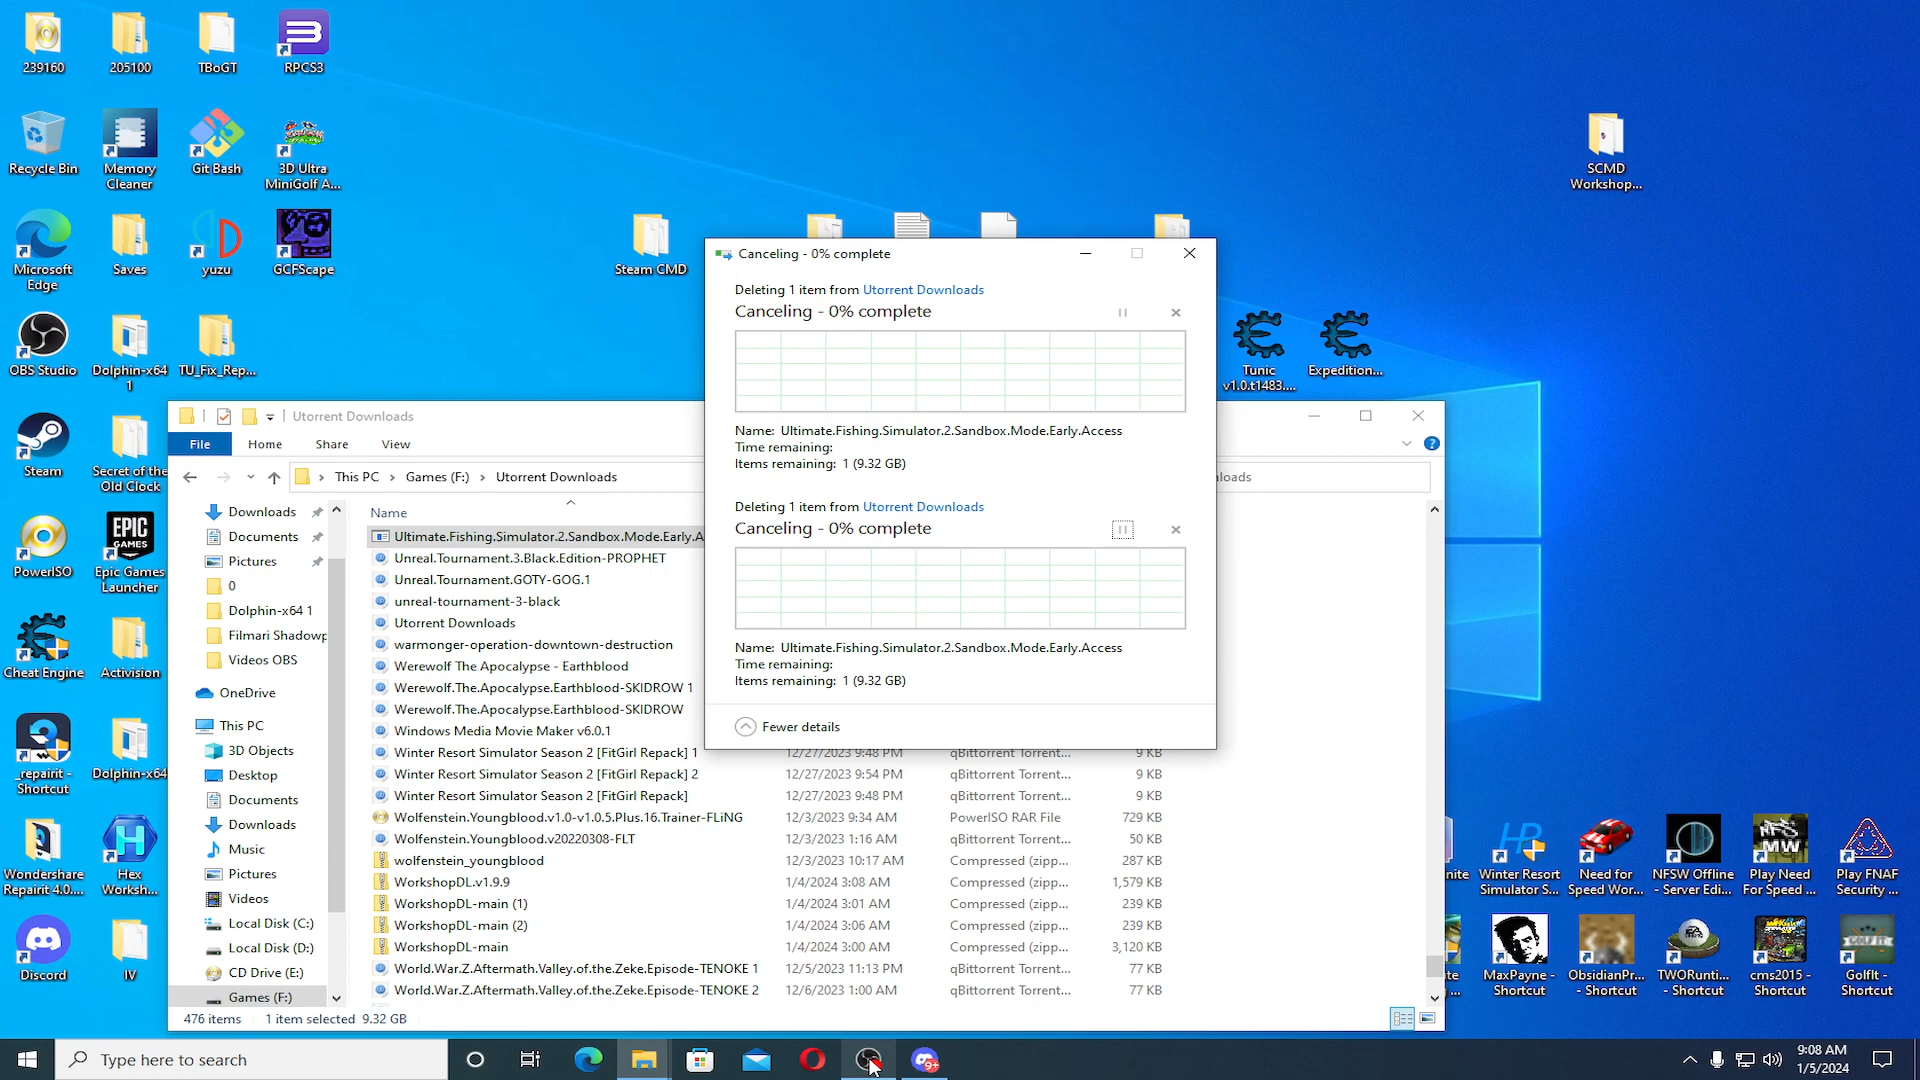 239160
205100
TBoGT
RPCS3
Recycle Bin
Memory
Cleaner
Git Bash
3D Ultra
MiniGolf A...
SCMD
Workshop...
Microsoft
Edge
Saves
yuzu
GCFScape
Steam CMD
OBS Studio
Dolphin-x64
1
TU_Fix_Rep...
Tunic
v1.0.t1483....
Expedition...
Steam
Secret of the
Old Clock
PowerISO
EPIC
GAMES
Epic Games
Launcher
Cheat Engine
Activision
_repairit -
Shortcut
Dolphin-x64
Wondershare
Repairit 4.0....
Hex
Worksh...
Discord
IV
Canceling - 0% complete
Deleting 1 item from Utorrent Downloads
Canceling - 0% complete
Name: Ultimate.Fishing.Simulator.2.Sandbox.Mode.Early.Access
Time remaining:
Items remaining: 1 (9.32 GB)
Deleting 1 item from Utorrent Downloads
Canceling - 0% complete
Name: Ultimate.Fishing.Simulator.2.Sandbox.Mode.Early.Access
Time remaining:
Items remaining: 1 (9.32 GB)
Fewer details
Utorrent Downloads
File Home Share View
This PC > Games (F:) > Utorrent Downloads
loads
Downloads
Documents
Pictures
0
Dolphin-x64 1
Filmari Shadowp
Videos OBS
OneDrive
This PC
3D Objects
Desktop
Documents
Downloads
Music
Pictures
Videos
Local Disk (C:)
Local Disk (D:)
CD Drive (E:)
Games (F:)
Name
Ultimate.Fishing.Simulator.2.Sandbox.Mode.Early.A
Unreal.Tournament.3.Black.Edition-PROPHET
Unreal.Tournament.GOTY-GOG.1
unreal-tournament-3-black
Utorrent Downloads
warmonger-operation-downtown-destruction
Werewolf The Apocalypse - Earthblood
Werewolf.The.Apocalypse.Earthblood-SKIDROW 1
Werewolf.The.Apocalypse.Earthblood-SKIDROW
Windows Media Movie Maker v6.0.1
Winter Resort Simulator Season 2 [FitGirl Repack] 1 12/27/2023 9:48 PM qBittorrent Torrent... 9 KB
Winter Resort Simulator Season 2 [FitGirl Repack] 2 12/27/2023 9:54 PM qBittorrent Torrent... 9 KB
Winter Resort Simulator Season 2 [FitGirl Repack] 12/27/2023 9:48 PM qBittorrent Torrent... 9 KB
Wolfenstein.Youngblood.v1.0-v1.0.5.Plus.16.Trainer-FLiNG 12/3/2023 9:34 AM PowerISO RAR File 729 KB
Wolfenstein.Youngblood.v20220308-FLT 12/3/2023 1:16 AM qBittorrent Torrent... 50 KB
wolfenstein_youngblood 12/3/2023 10:17 AM Compressed (zipp... 287 KB
WorkshopDL.v1.9.9 1/4/2024 3:08 AM Compressed (zipp... 1,579 KB
WorkshopDL-main (1) 1/4/2024 3:01 AM Compressed (zipp... 239 KB
WorkshopDL-main (2) 1/4/2024 3:06 AM Compressed (zipp... 239 KB
WorkshopDL-main 1/4/2024 3:00 AM Compressed (zipp... 3,120 KB
World.War.Z.Aftermath.Valley.of.the.Zeke.Episode-TENOKE 1 12/5/2023 11:13 PM qBittorrent Torrent... 77 KB
World.War.Z.Aftermath.Valley.of.the.Zeke.Episode-TENOKE 2 12/6/2023 1:00 AM qBittorrent Torrent... 77 KB
476 items 1 item selected 9.32 GB
nite
Winter Resort
Simulator S...
Need for
Speed Wor...
NFSW Offline
- Server Edi...
Play Need
For Speed ...
Play FNAF
Security ...
MaxPayne -
Shortcut
ObsidianPr...
- Shortcut
TWORunti...
- Shortcut
cms2015 -
Shortcut
GolfIt -
Shortcut
Type here to search
9+
9:08 AM
1/5/2024